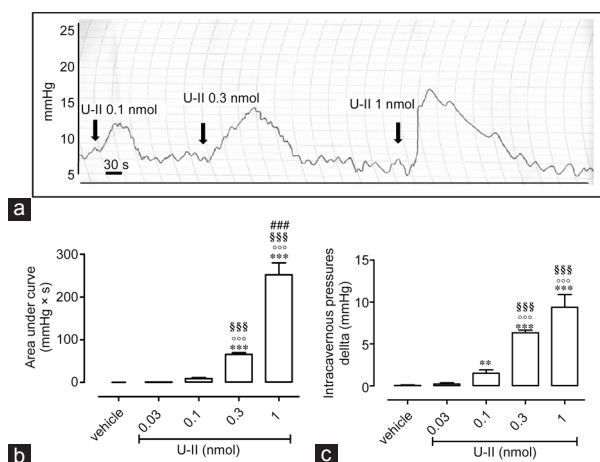 25
20
15
10
5
mmHg
U-II 0.1 nmol
U-II 0.3 nmol
U-II 1 nmol
30 s
a
300
200
100
0
Area under curve
(mmHg × s)
§§§
°°°
***
###
§§§
°°°
***
vehicle
0.03
0.1
0.3
1
U-II (nmol)
b
15
10
5
0
Intracavernous pressures
dellta (mmHg)
**
§§§
°°°
***
§§§
°°°
***
vehicle
0.03
0.1
0.3
1
U-II (nmol)
c